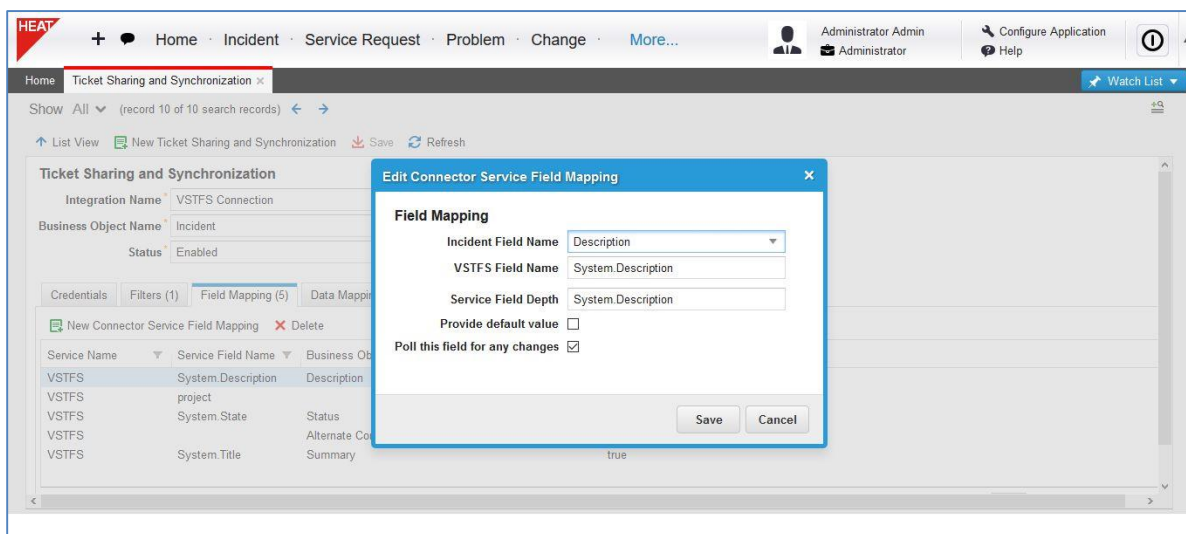 HEAT
Home · Incident · Service Request · Problem · Change · More...
Administrator Admin
Administrator
Configure Application
Help
Home Ticket Sharing and Synchronization ×
Watch List
Show All (record 10 of 10 search records)
List View New Ticket Sharing and Synchronization Save Refresh
Ticket Sharing and Synchronization
Integration Name * VSTFS Connection
Business Object Name * Incident
Status * Enabled
Credentials Filters (1) Field Mapping (5) Data Mappin
New Connector Service Field Mapping Delete
Service Name Service Field Name Business Ob
VSTFS System.Description Description
VSTFS project
VSTFS System.State Status
VSTFS Alternate Co
VSTFS System.Title Summary true
Edit Connector Service Field Mapping ×
Field Mapping
Incident Field Name Description
VSTFS Field Name System.Description
Service Field Depth System.Description
Provide default value
Poll this field for any changes
Save Cancel